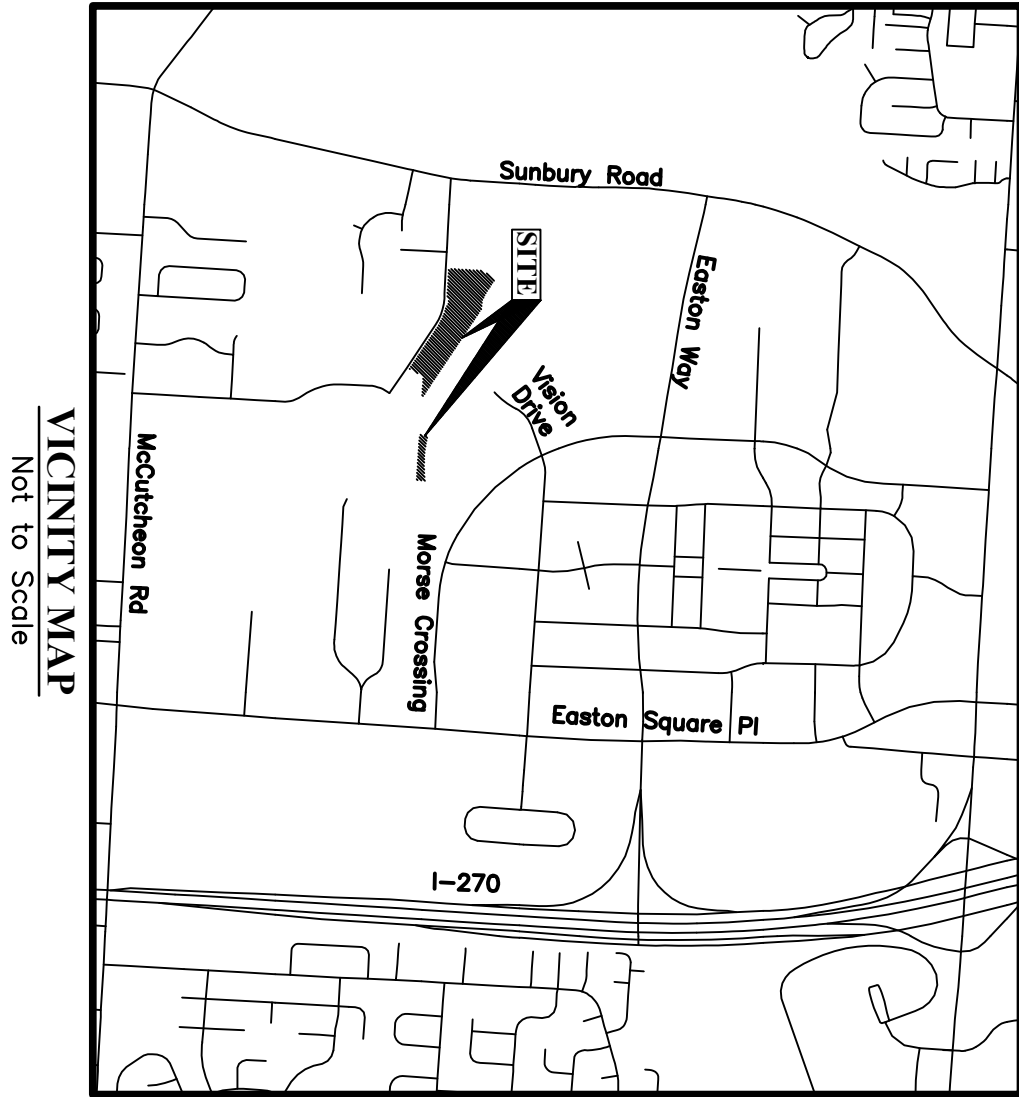 Sunbury Road
SITE
Easton Way
Vision
Drive
McCutcheon Rd
Morse Crossing
Easton Square Pl
I-270
VICINITY MAP
Not to Scale